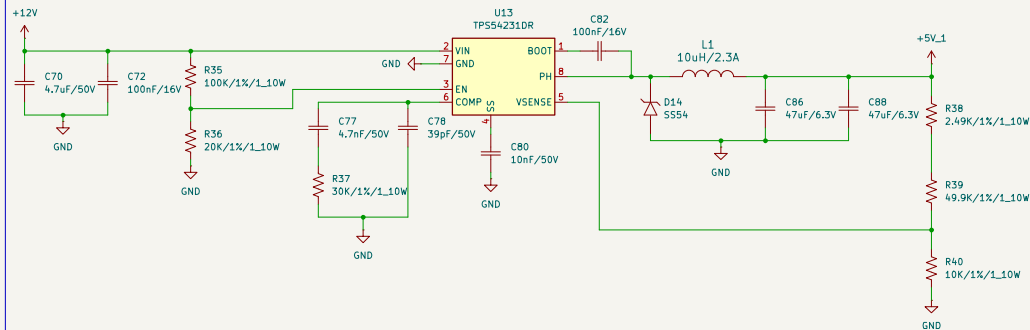 +12V
C70
4.7uF/50V
C72
100nF/16V
GND
R35
100K/1%/1_10W
R36
20K/1%/1_10W
GND
U13
TPS54231DR
2
VIN
7
GND
3
EN
6
COMP
SS
4
BOOT
1
PH
8
VSENSE
5
GND
C77
4.7nF/50V
C78
39pF/50V
R37
30K/1%/1_10W
GND
C80
10nF/50V
GND
C82
100nF/16V
D14
SS54
L1
10uH/2.3A
C86
47uF/6.3V
C88
47uF/6.3V
GND
+5V_1
R38
2.49K/1%/1_10W
R39
49.9K/1%/1_10W
R40
10K/1%/1_10W
GND